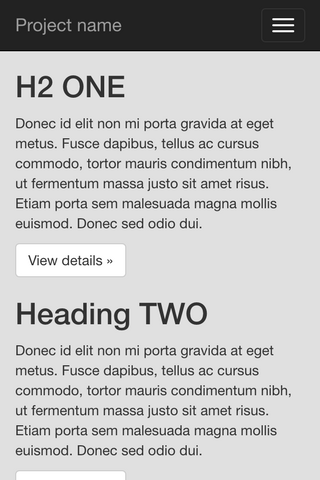 Project name
H2 ONE
Donec id elit non mi porta gravida at eget
metus. Fusce dapibus, tellus ac cursus
commodo, tortor mauris condimentum nibh,
ut fermentum massa justo sit amet risus.
Etiam porta sem malesuada magna mollis
euismod. Donec sed odio dui.
View details »
Heading TWO
Donec id elit non mi porta gravida at eget
metus. Fusce dapibus, tellus ac cursus
commodo, tortor mauris condimentum nibh,
ut fermentum massa justo sit amet risus.
Etiam porta sem malesuada magna mollis
euismod. Donec sed odio dui.